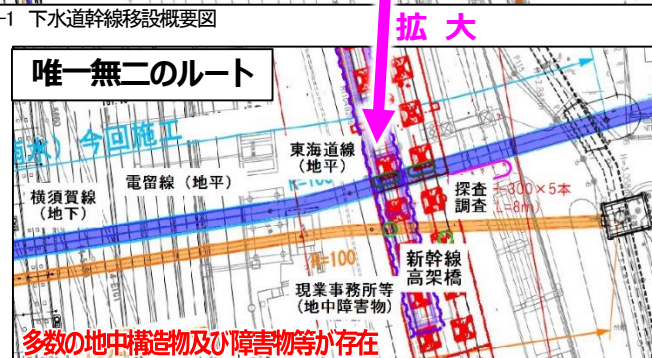 -1 下水道幹線移設概要図
拡 大
唯一無二のルート
今回施工
東海道線
(地平)
電留線(地平)
横須賀線
(地下)
探査
調査
300×5本
L=8m)
R=100
新幹線
高架橋
現業事務所等
(地中障害物)
多数の地中構造物及び障害物等が存在